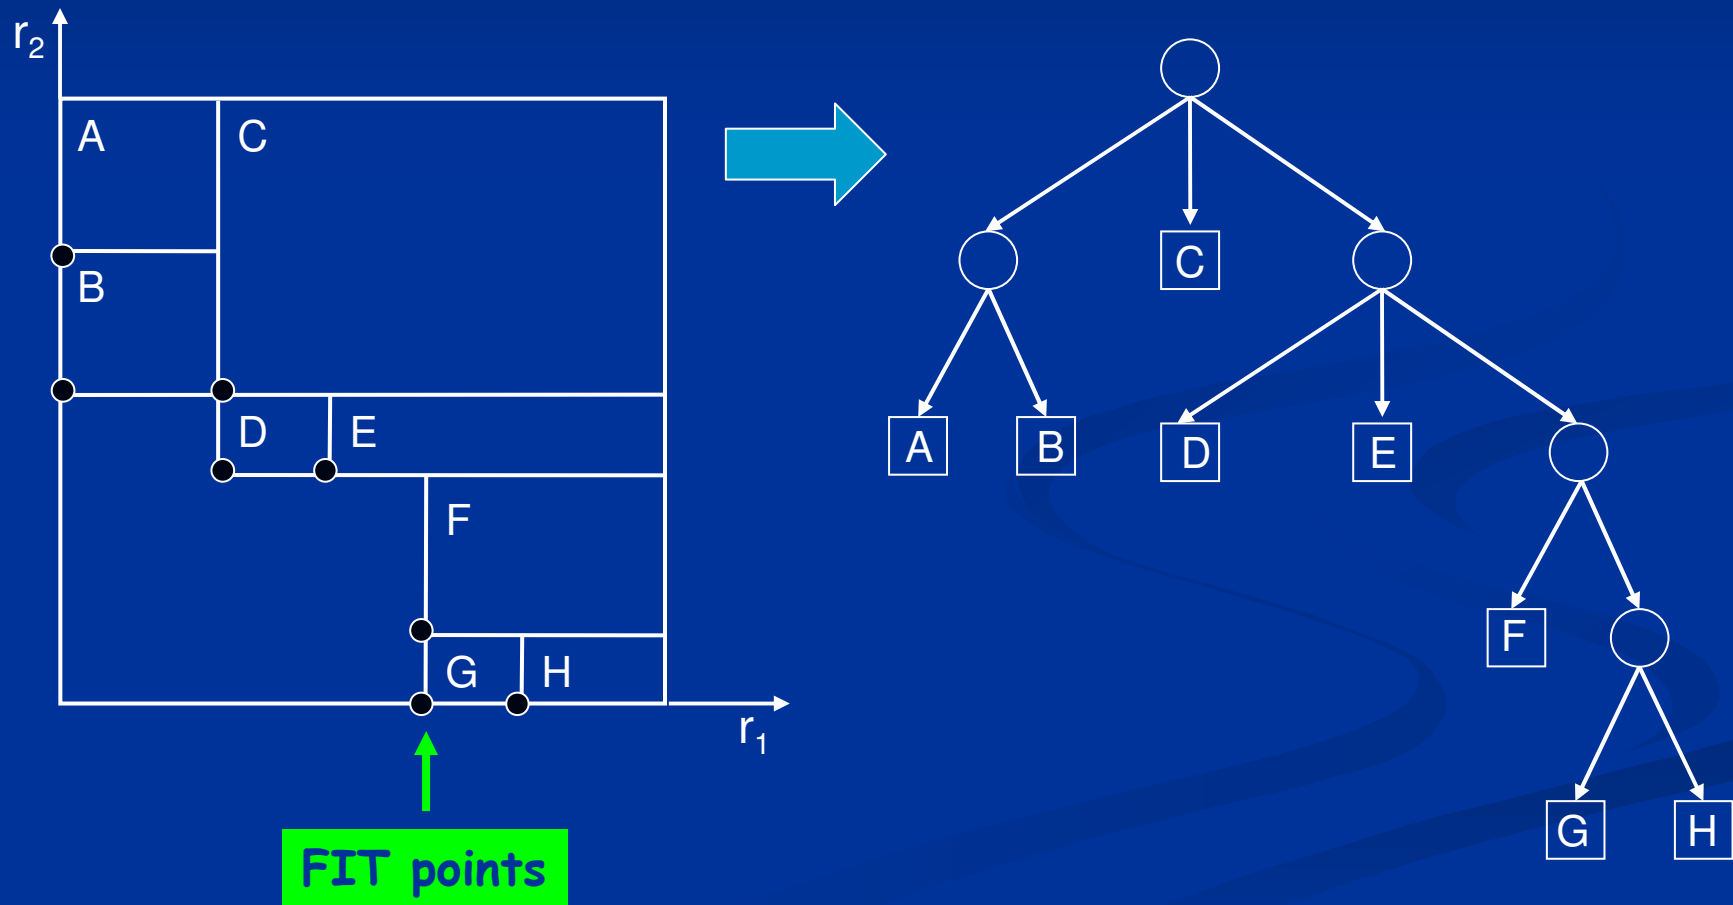 r₂
A C
B
D E
F
G H
r₁
FIT points
C
A B D E
F
G H